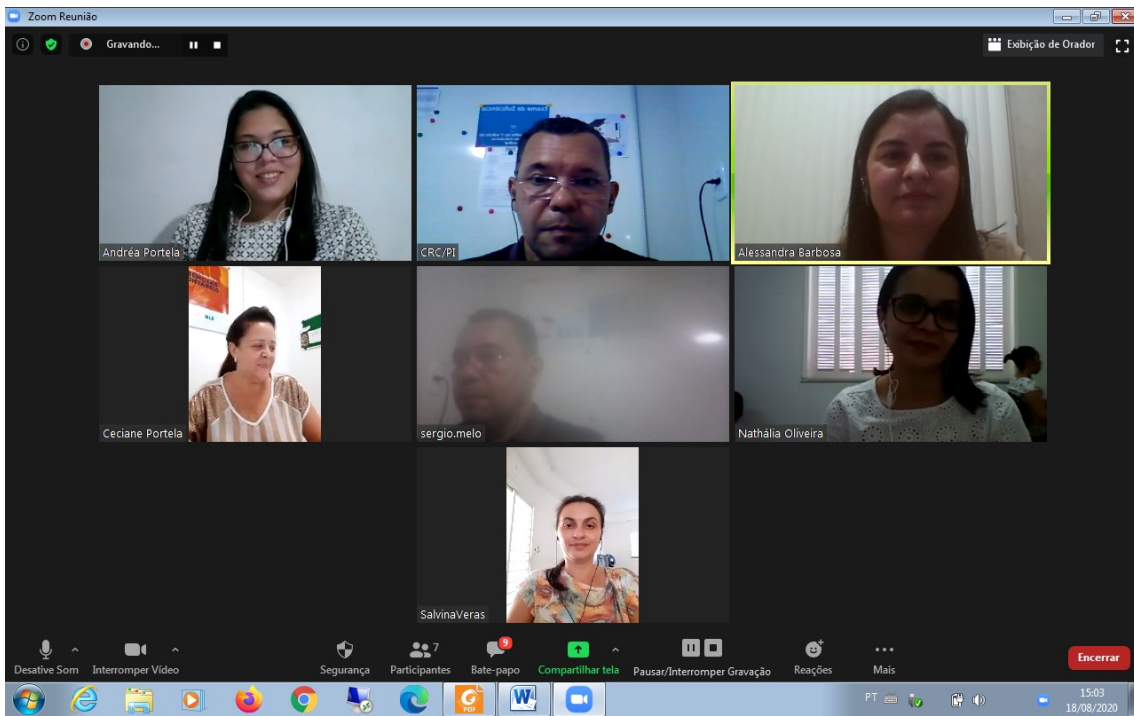 Zoom Reunião
Gravando...
Exibição de Orador
Andréa Portela
CRC/PI
Alessandra Barbosa
Ceciane Portela
sergio.melo
Nathália Oliveira
SalvinaVeras
7
9
Desative Som
Interromper Vídeo
Segurança
Participantes
Bate-papo
Compartilhar tela
Pausar/Interromper Gravação
Reações
Mais
Encerrar
PDF
W
PT
15:03
18/08/2020